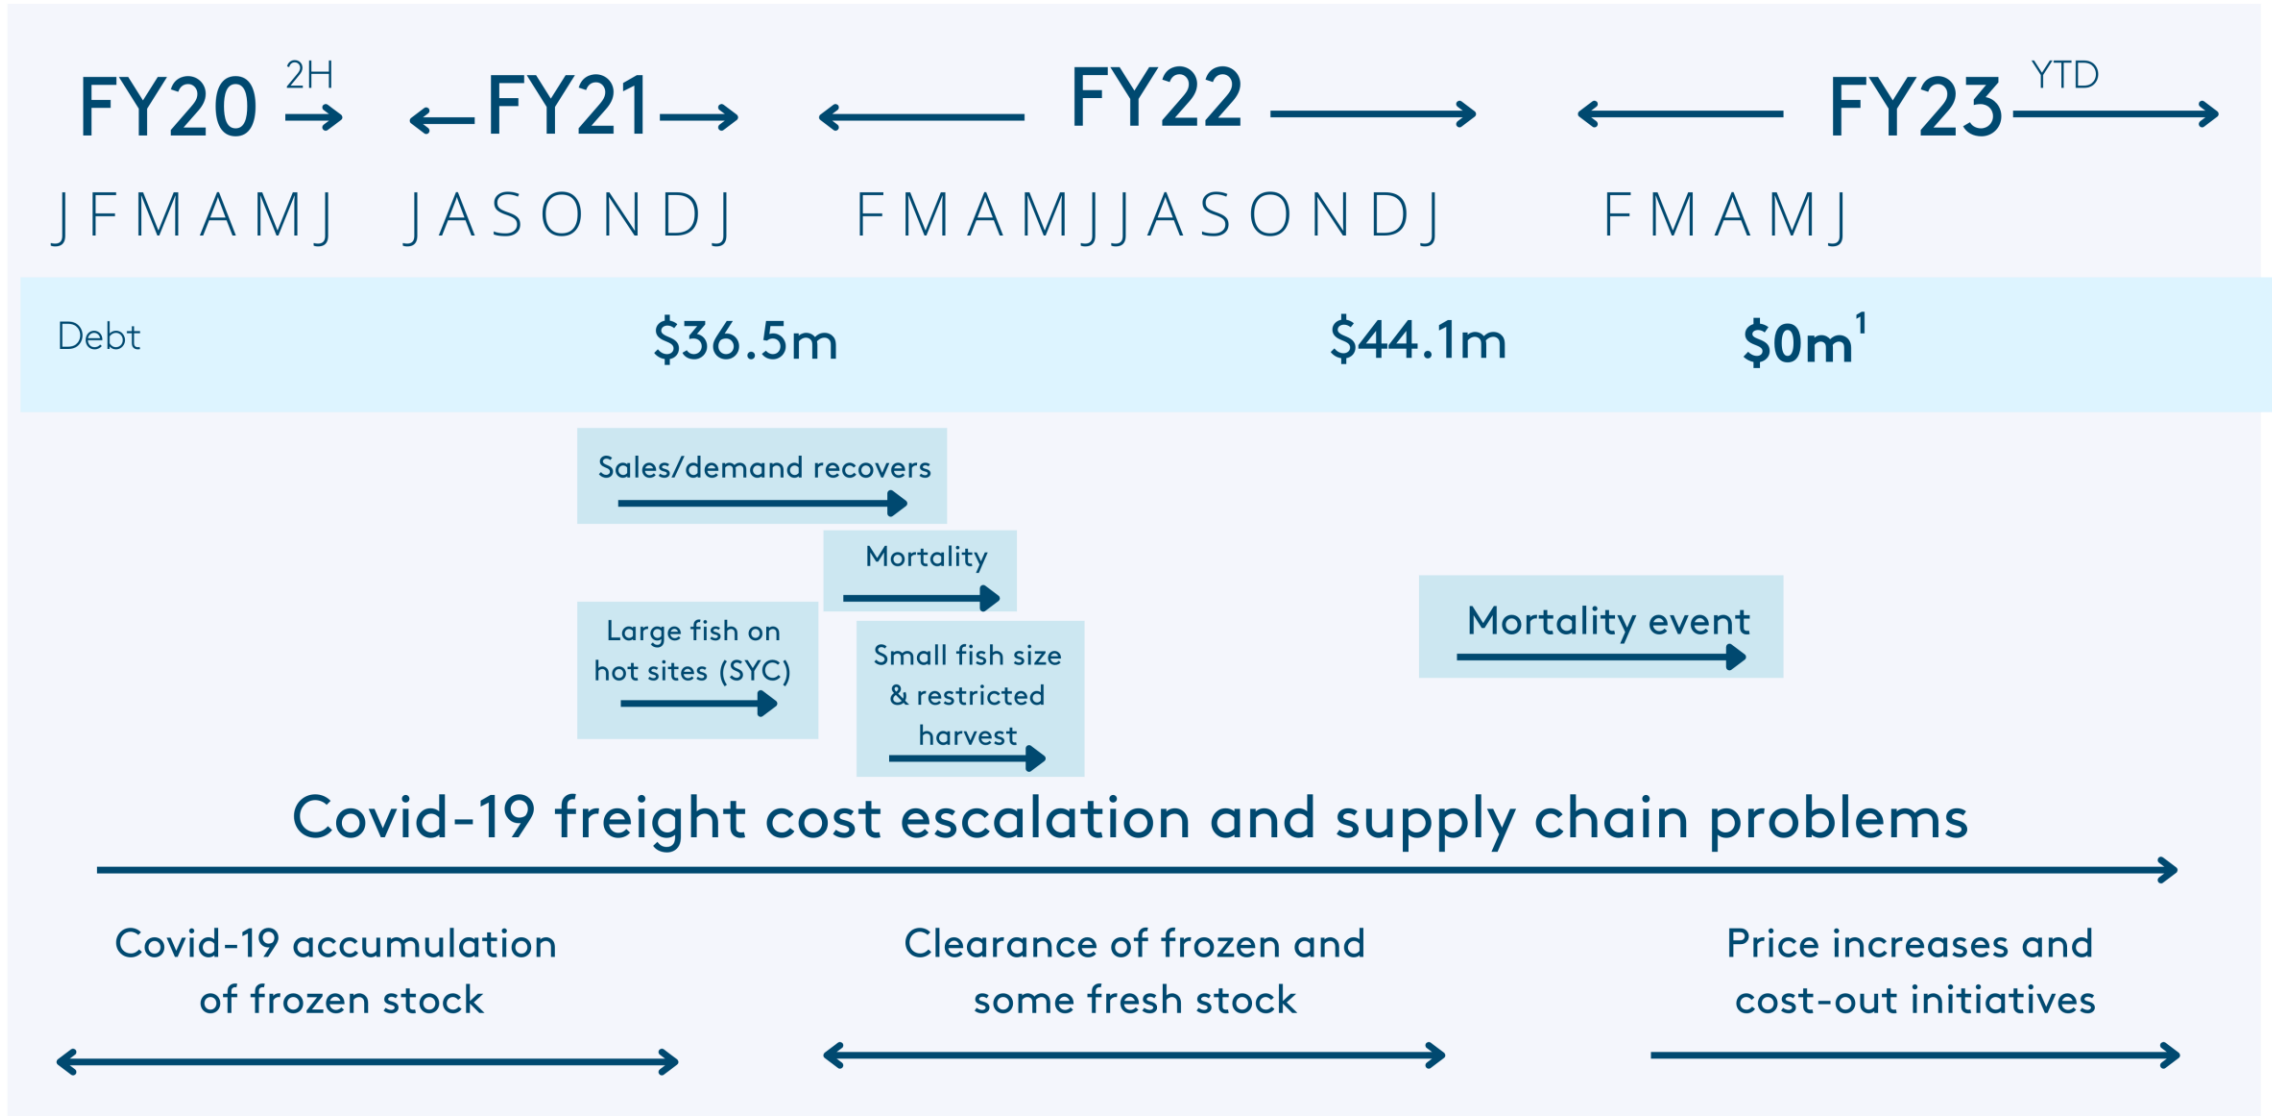 FY20 2H FY21 FY22 FY23 YTD
J F M A M J J A S O N D J F M A M J J A S O N D J F M A M J
Debt $36.5m $44.1m $0m¹
Sales/demand recovers
Mortality
Large fish on
hot sites (SYC)
Small fish size
& restricted
harvest
Mortality event
Covid-19 freight cost escalation and supply chain problems
Covid-19 accumulation
of frozen stock
Clearance of frozen and
some fresh stock
Price increases and
cost-out initiatives